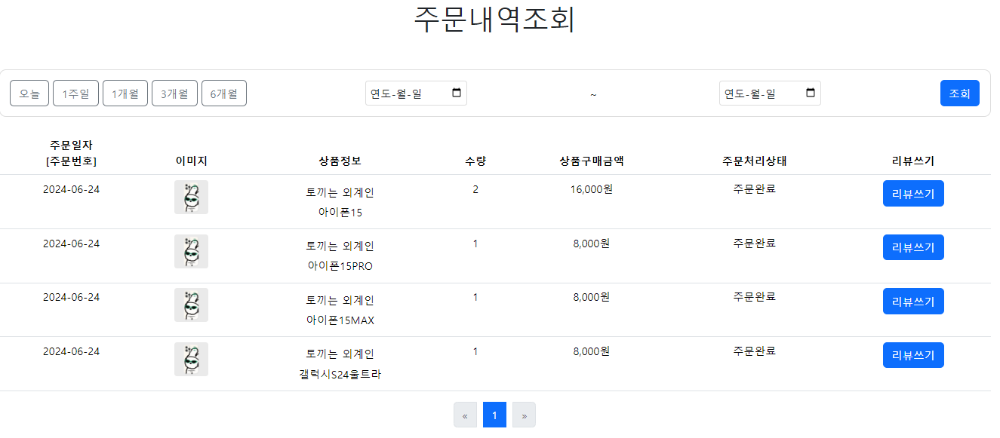 주문내역조회
오늘 1주일 1개월 3개월 6개월 연도-월-일 ~ 연도-월-일 조회
주문일자
[주문번호] 이미지 상품정보 수량 상품구매금액 주문처리상태 리뷰쓰기
2024-06-24 토끼는 외계인 2 16,000원 주문완료 리뷰쓰기
아이폰15
2024-06-24 토끼는 외계인 1 8,000원 주문완료 리뷰쓰기
아이폰15PRO
2024-06-24 토끼는 외계인 1 8,000원 주문완료 리뷰쓰기
아이폰15MAX
2024-06-24 토끼는 외계인 1 8,000원 주문완료 리뷰쓰기
갤럭시S24울트라
« 1 »